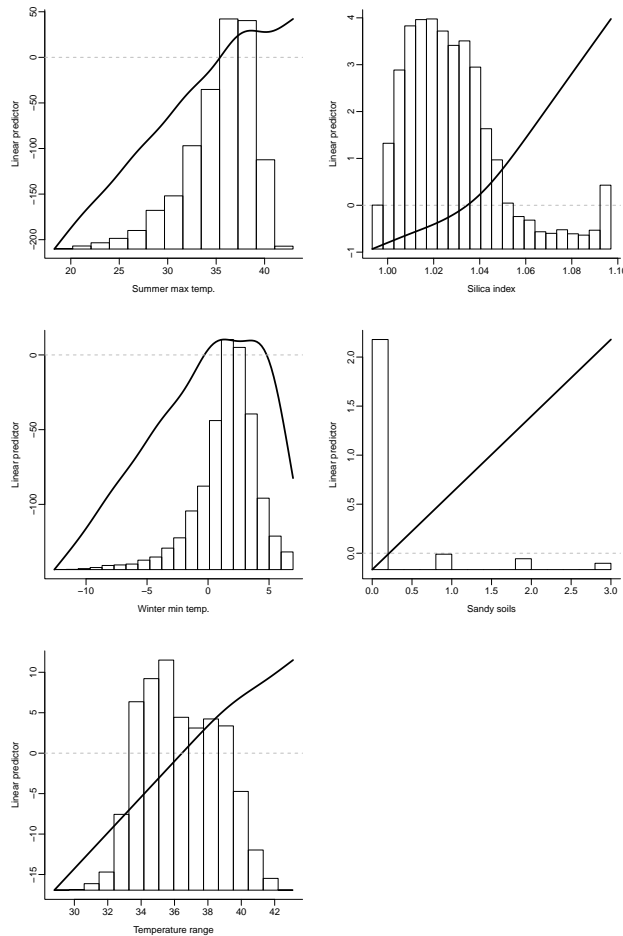 50
0
−50
−100
−150
−200
Linear predictor
20 25 30 35 40
Summer max temp.
4
3
2
1
0
−1
Linear predictor
1.00 1.02 1.04 1.06 1.08 1.10
Silica index
0
−50
−100
Linear predictor
−10 −5 0 5
Winter min temp.
2.0
1.5
1.0
0.5
0.0
Linear predictor
0.0 0.5 1.0 1.5 2.0 2.5 3.0
Sandy soils
10
5
0
−5
−10
−15
Linear predictor
30 32 34 36 38 40 42
Temperature range